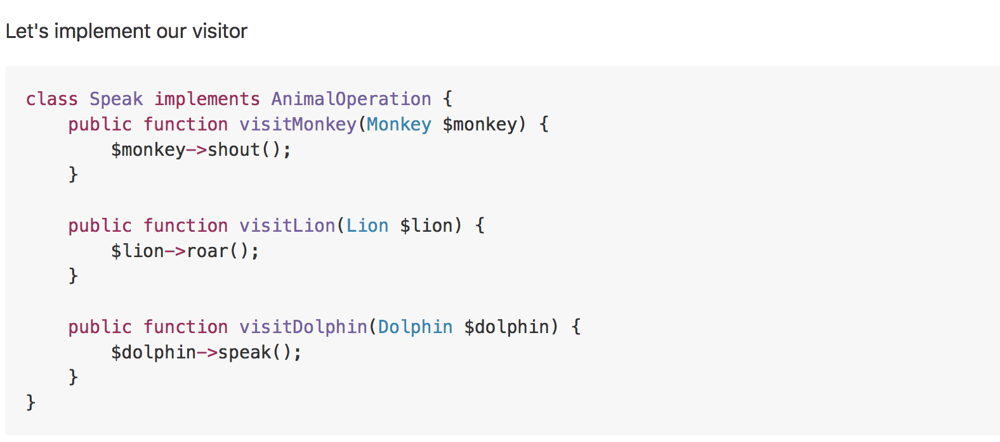 Let's implement our visitor
class Speak implements AnimalOperation {
    public function visitMonkey(Monkey $monkey) {
        $monkey->shout();
    }

    public function visitLion(Lion $lion) {
        $lion->roar();
    }

    public function visitDolphin(Dolphin $dolphin) {
        $dolphin->speak();
    }
}